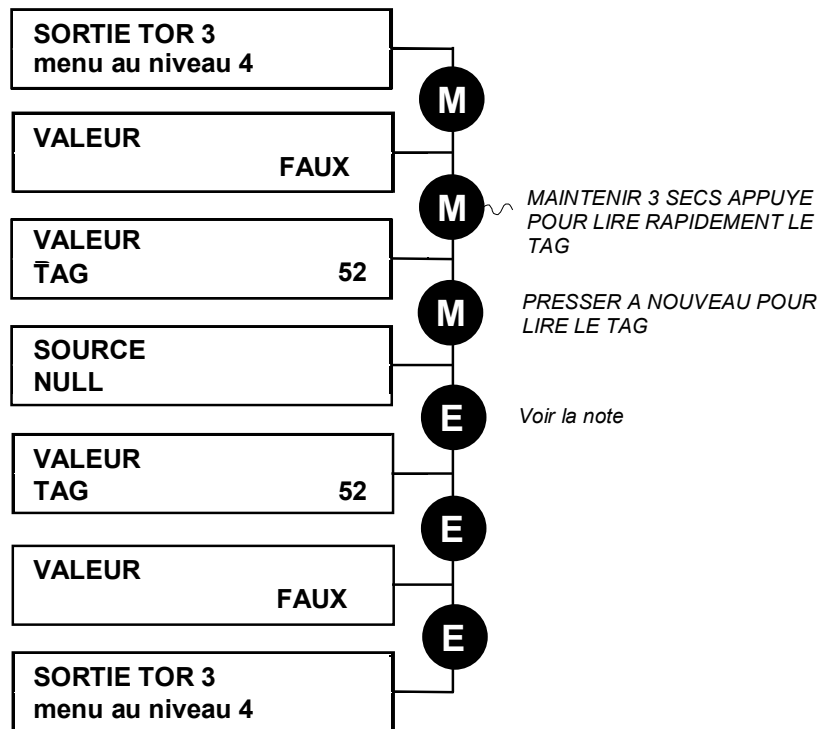 SORTIE TOR 3
menu au niveau 4
M
VALEUR
FAUX
M
MAINTENIR 3 SECS APPUYE
POUR LIRE RAPIDEMENT LE
TAG
VALEUR
TAG 52
M
PRESSER A NOUVEAU POUR
LIRE LE TAG
SOURCE
NULL
E
Voir la note
VALEUR
TAG 52
E
VALEUR
FAUX
E
SORTIE TOR 3
menu au niveau 4